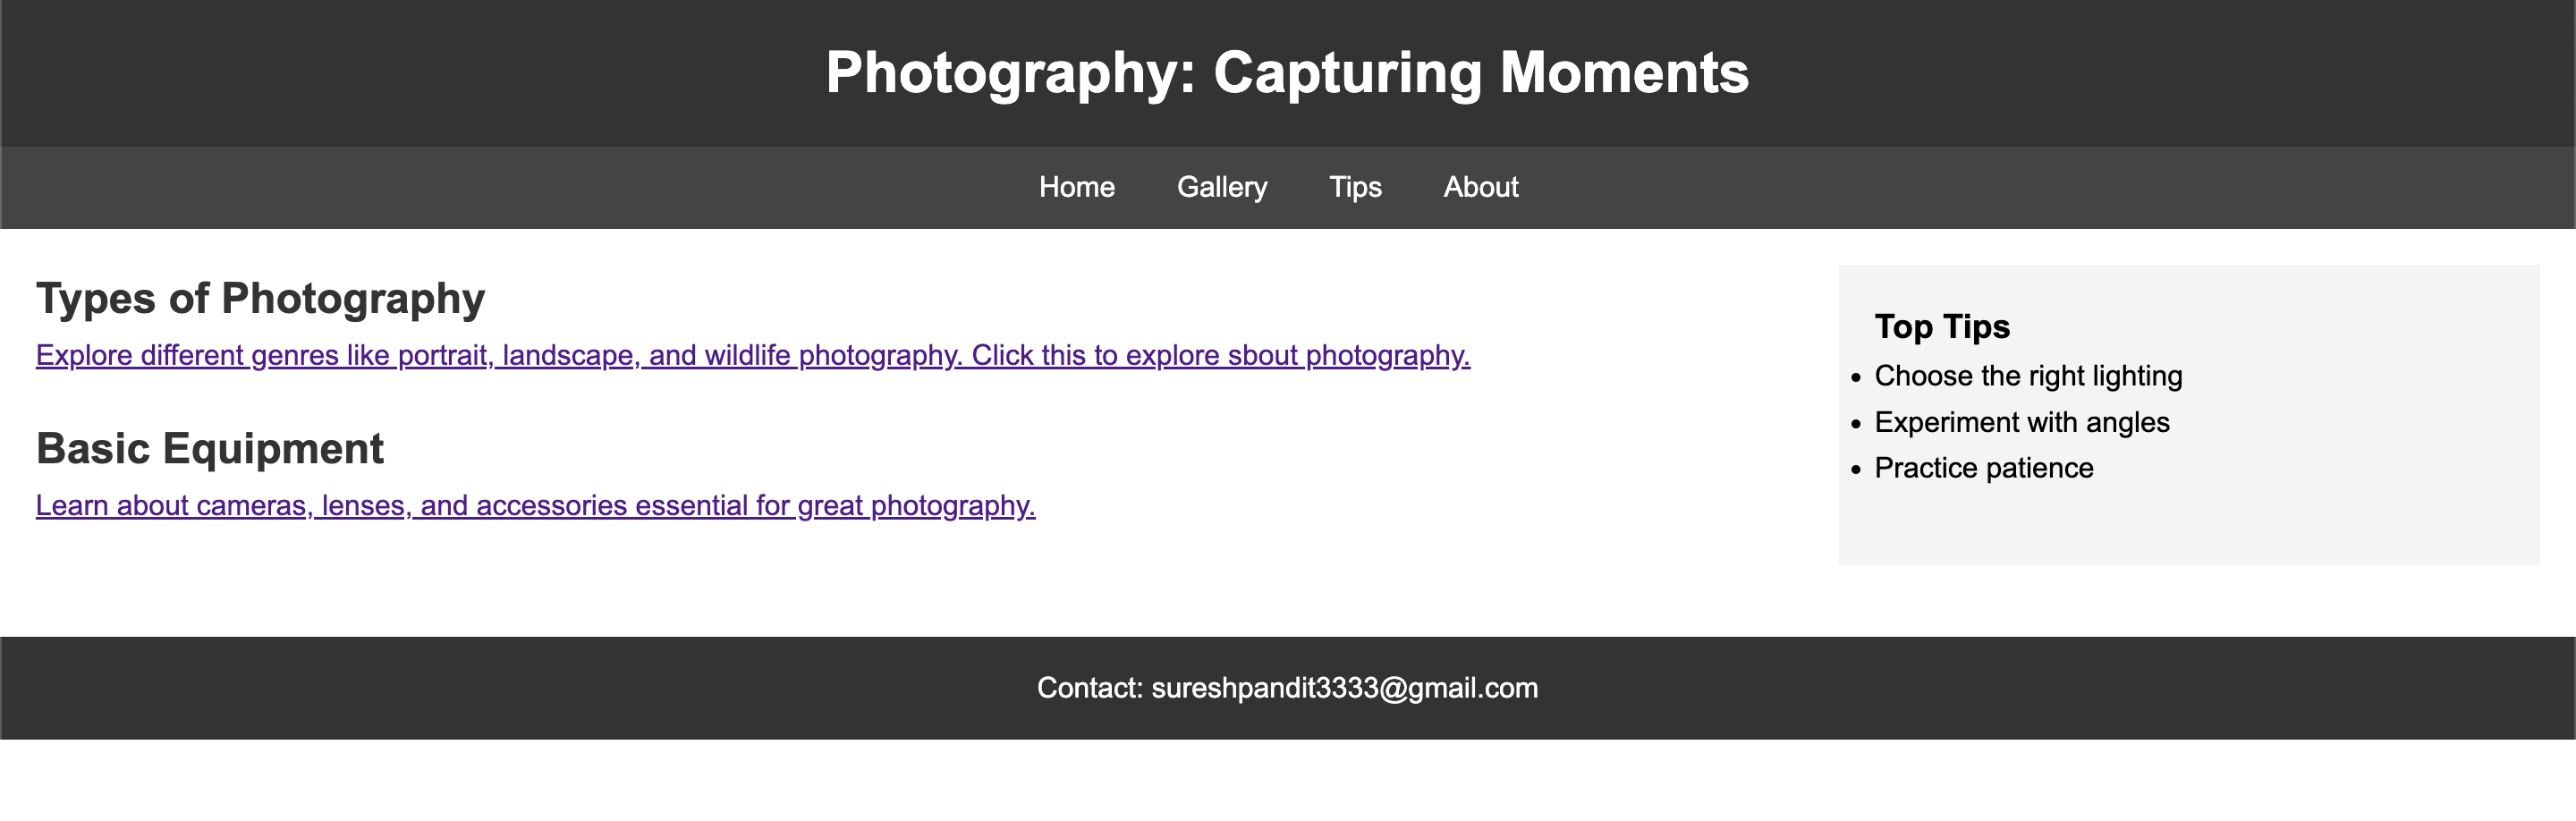 Photography: Capturing Moments
Home Gallery Tips About
Types of Photography
Explore different genres like portrait, landscape, and wildlife photography. Click this to explore sbout photography.
Basic Equipment
Learn about cameras, lenses, and accessories essential for great photography.
Top Tips
• Choose the right lighting
• Experiment with angles
• Practice patience
Contact: sureshpandit3333@gmail.com